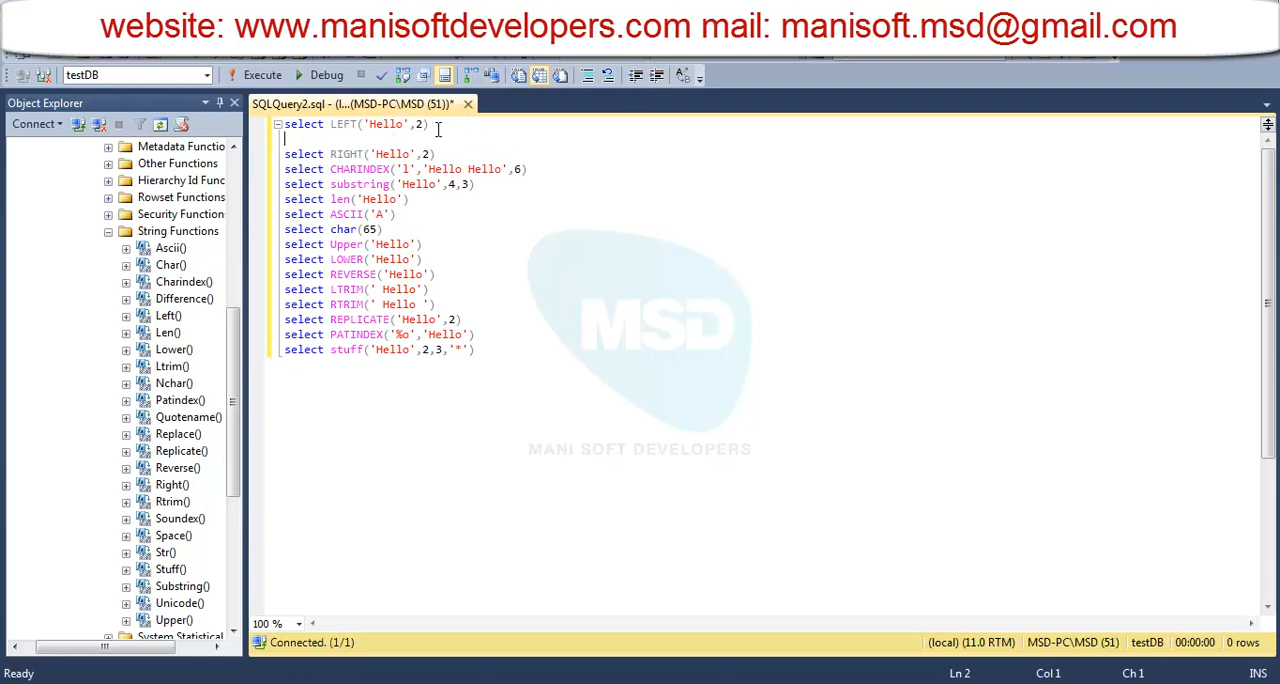 website: www.manisoftdevelopers.com mail: manisoft.msd@gmail.com
testDB
Execute
Debug
Object Explorer
SQLQuery2.sql - (l...(MSD-PC\MSD (51))*
Connect
Metadata Functio
Other Functions
Hierarchy Id Func
Rowset Functions
Security Function
String Functions
Ascii()
Char()
Charindex()
Difference()
Left()
Len()
Lower()
Ltrim()
Nchar()
Patindex()
Quotename()
Replace()
Replicate()
Reverse()
Right()
Rtrim()
Soundex()
Space()
Str()
Stuff()
Substring()
Unicode()
Upper()
System Statistical
select LEFT('Hello',2)
select RIGHT('Hello',2)
select CHARINDEX('l','Hello Hello',6)
select substring('Hello',4,3)
select len('Hello')
select ASCII('A')
select char(65)
select Upper('Hello')
select LOWER('Hello')
select REVERSE('Hello')
select LTRIM(' Hello')
select RTRIM(' Hello ')
select REPLICATE('Hello',2)
select PATINDEX('%o','Hello')
select stuff('Hello',2,3,'*')
MSD
MANI SOFT DEVELOPERS
100 %
Connected. (1/1)
(local) (11.0 RTM)
MSD-PC\MSD (51)
testDB
00:00:00
0 rows
Ready
Ln 2
Col 1
Ch 1
INS